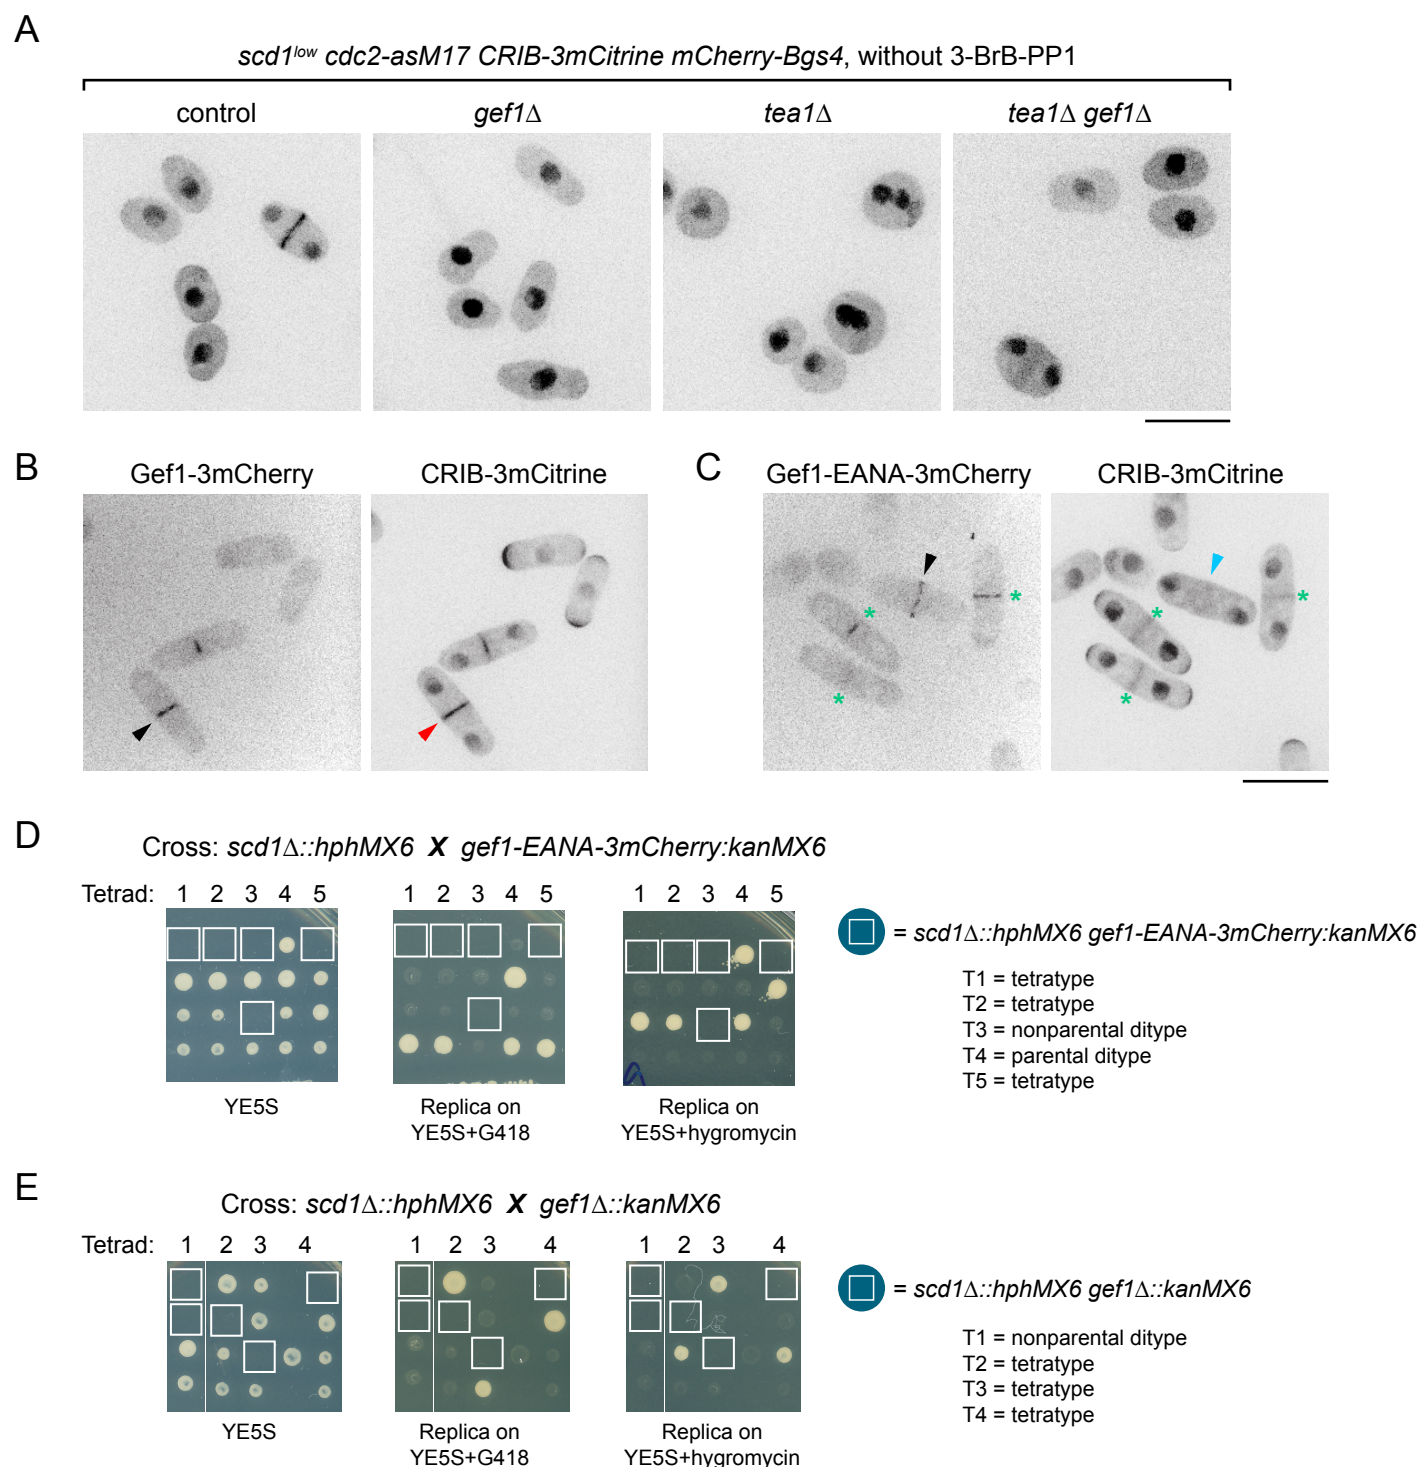 A
scd1low cdc2-asM17 CRIB-3mCitrine mCherry-Bgs4, without 3-BrB-PP1
control gef1Δ tea1Δ tea1Δ gef1Δ
B
Gef1-3mCherry CRIB-3mCitrine
C
Gef1-EANA-3mCherry CRIB-3mCitrine
*
*
*
*
*
*
D
Cross: scd1Δ::hphMX6 X gef1-EANA-3mCherry:kanMX6
Tetrad: 1 2 3 4 5 1 2 3 4 5 1 2 3 4 5
YE5S
Replica on
YE5S+G418
Replica on
YE5S+hygromycin
= scd1Δ::hphMX6 gef1-EANA-3mCherry:kanMX6
T1 = tetratype
T2 = tetratype
T3 = nonparental ditype
T4 = parental ditype
T5 = tetratype
E
Cross: scd1Δ::hphMX6 X gef1Δ::kanMX6
Tetrad: 1 2 3 4 1 2 3 4 1 2 3 4
YE5S
Replica on
YE5S+G418
Replica on
YE5S+hygromycin
= scd1Δ::hphMX6 gef1Δ::kanMX6
T1 = nonparental ditype
T2 = tetratype
T3 = tetratype
T4 = tetratype